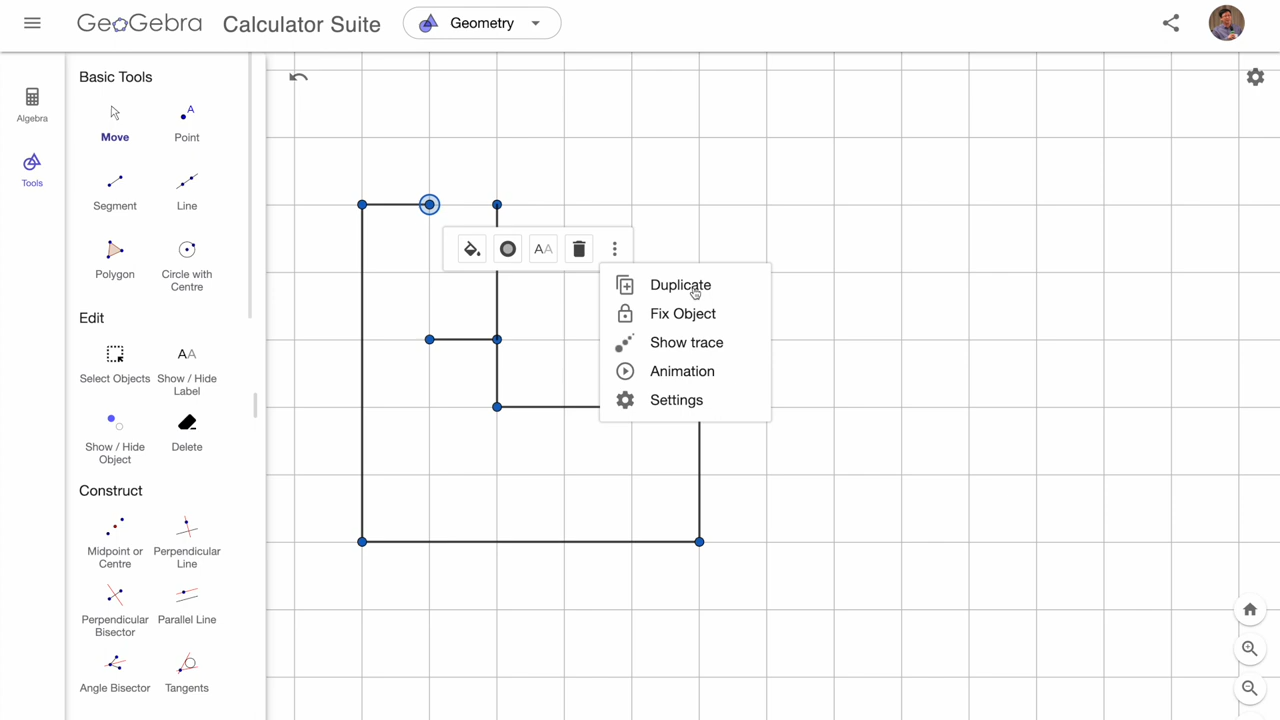 GeoGebra Calculator Suite Geometry
Algebra
Tools
Basic Tools
Move Point
Segment Line
Polygon Circle with
Centre
Edit
Select Objects Show / Hide
Label
Show / Hide
Object Delete
Construct
Midpoint or
Centre Perpendicular
Line
Perpendicular
Bisector Parallel Line
Angle Bisector Tangents
AA
Duplicate
Fix Object
Show trace
Animation
Settings